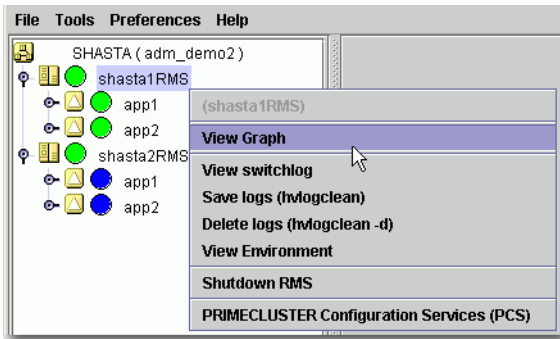 File Tools Preferences Help
SHASTA ( adm_demo2 )
shasta1RMS
app1
app2
shasta2RMS
app1
app2
(shasta1RMS)
View Graph
View switchlog
Save logs (hvlogclean)
Delete logs (hvlogclean -d)
View Environment
Shutdown RMS
PRIMECLUSTER Configuration Services (PCS)